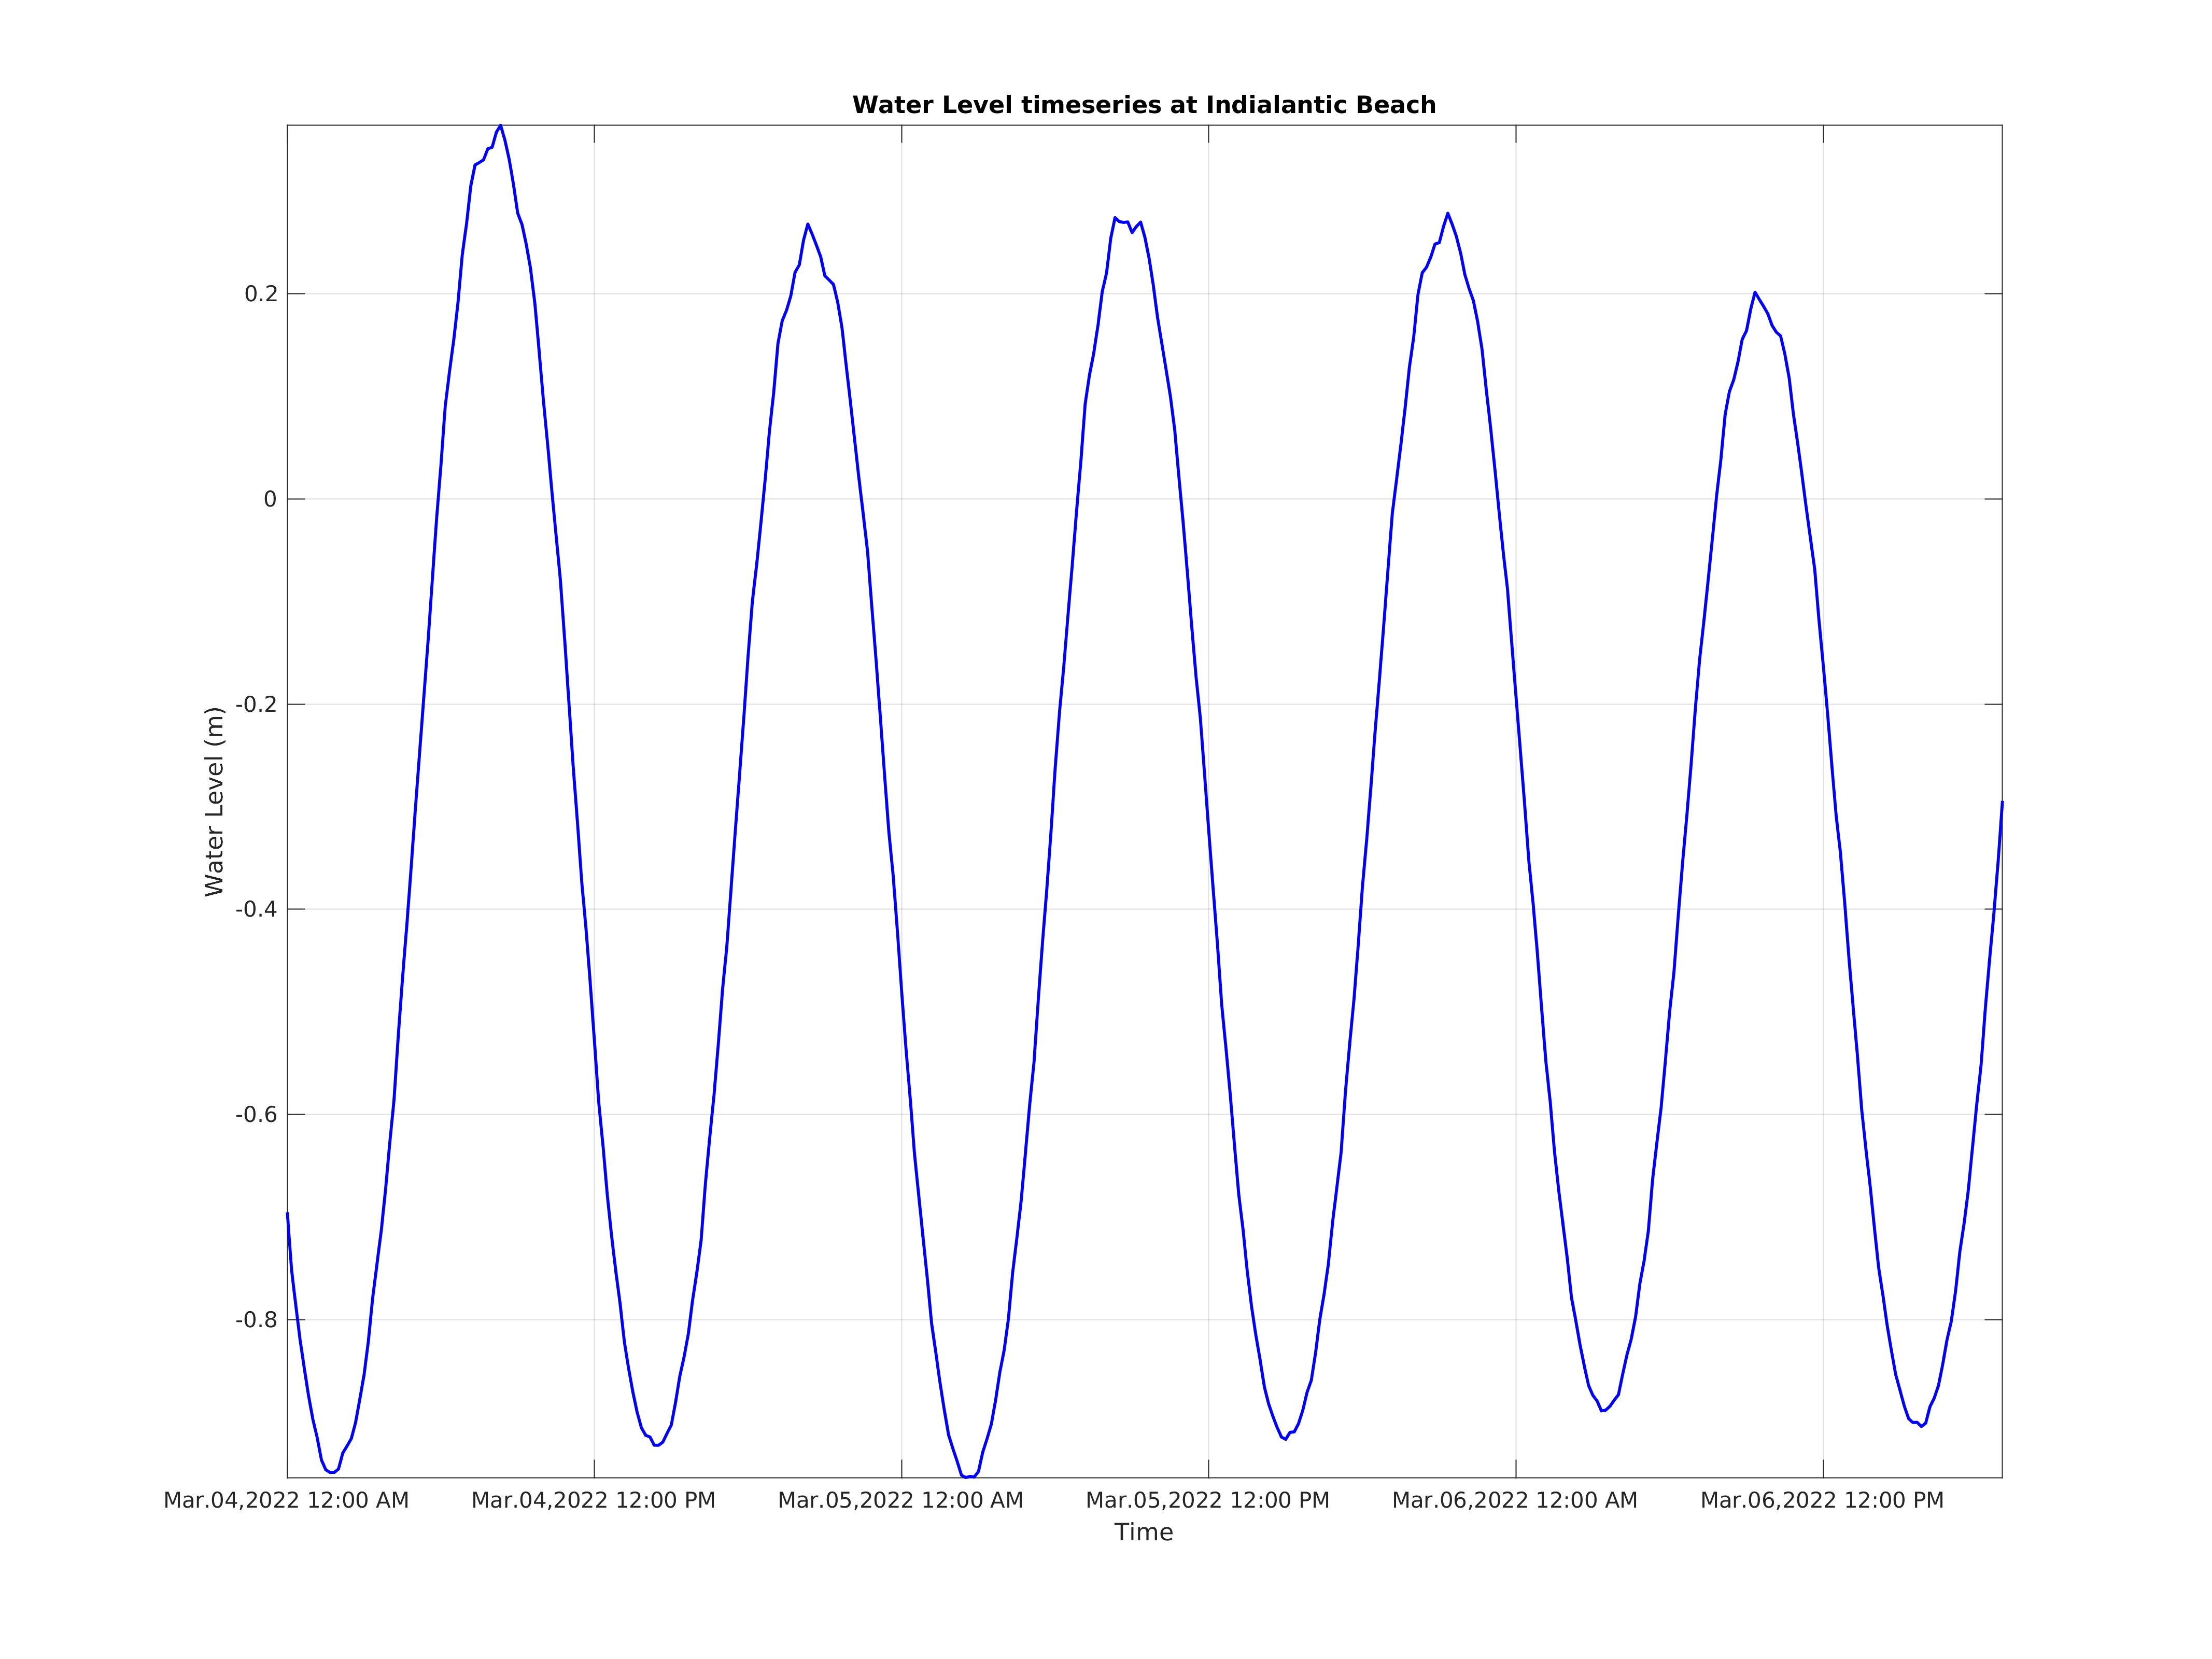 Water Level timeseries at Indialantic Beach
0.2
0
-0.2
-0.4
-0.6
-0.8
Water Level (m)
Mar.04,2022 12:00 AM Mar.04,2022 12:00 PM Mar.05,2022 12:00 AM Mar.05,2022 12:00 PM Mar.06,2022 12:00 AM Mar.06,2022 12:00 PM
Time